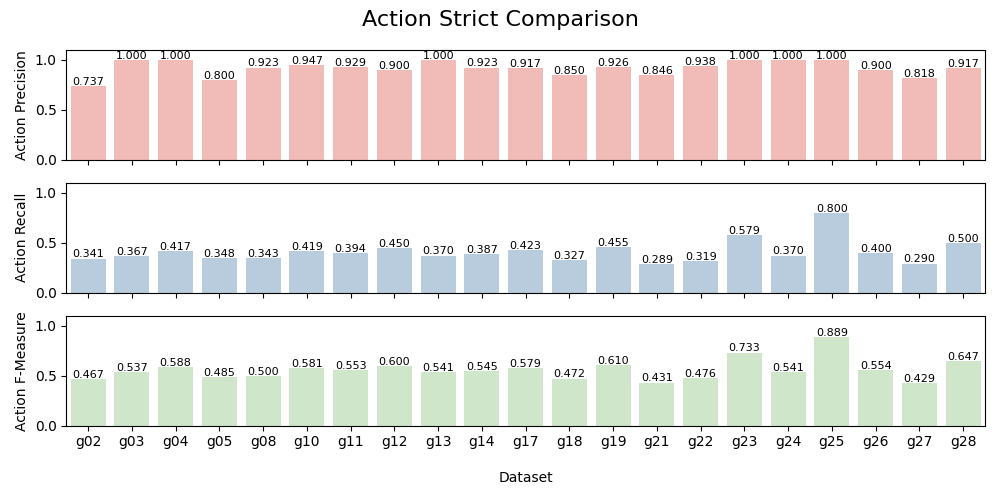 Action Strict Comparison
Action Precision
1.0
0.5
0.0
0.737 1.000 1.000 0.800 0.923 0.947 0.929 0.900 1.000 0.923 0.917 0.850 0.926 0.846 0.938 1.000 1.000 1.000 0.900 0.818 0.917
Action Recall
1.0
0.5
0.0
0.341 0.367 0.417 0.348 0.343 0.419 0.394 0.450 0.370 0.387 0.423 0.327 0.455 0.289 0.319 0.579 0.370 0.800 0.400 0.290 0.500
Action F-Measure
1.0
0.5
0.0
0.467 0.537 0.588 0.485 0.500 0.581 0.553 0.600 0.541 0.545 0.579 0.472 0.610 0.431 0.476 0.733 0.541 0.889 0.554 0.429 0.647
g02 g03 g04 g05 g08 g10 g11 g12 g13 g14 g17 g18 g19 g21 g22 g23 g24 g25 g26 g27 g28
Dataset